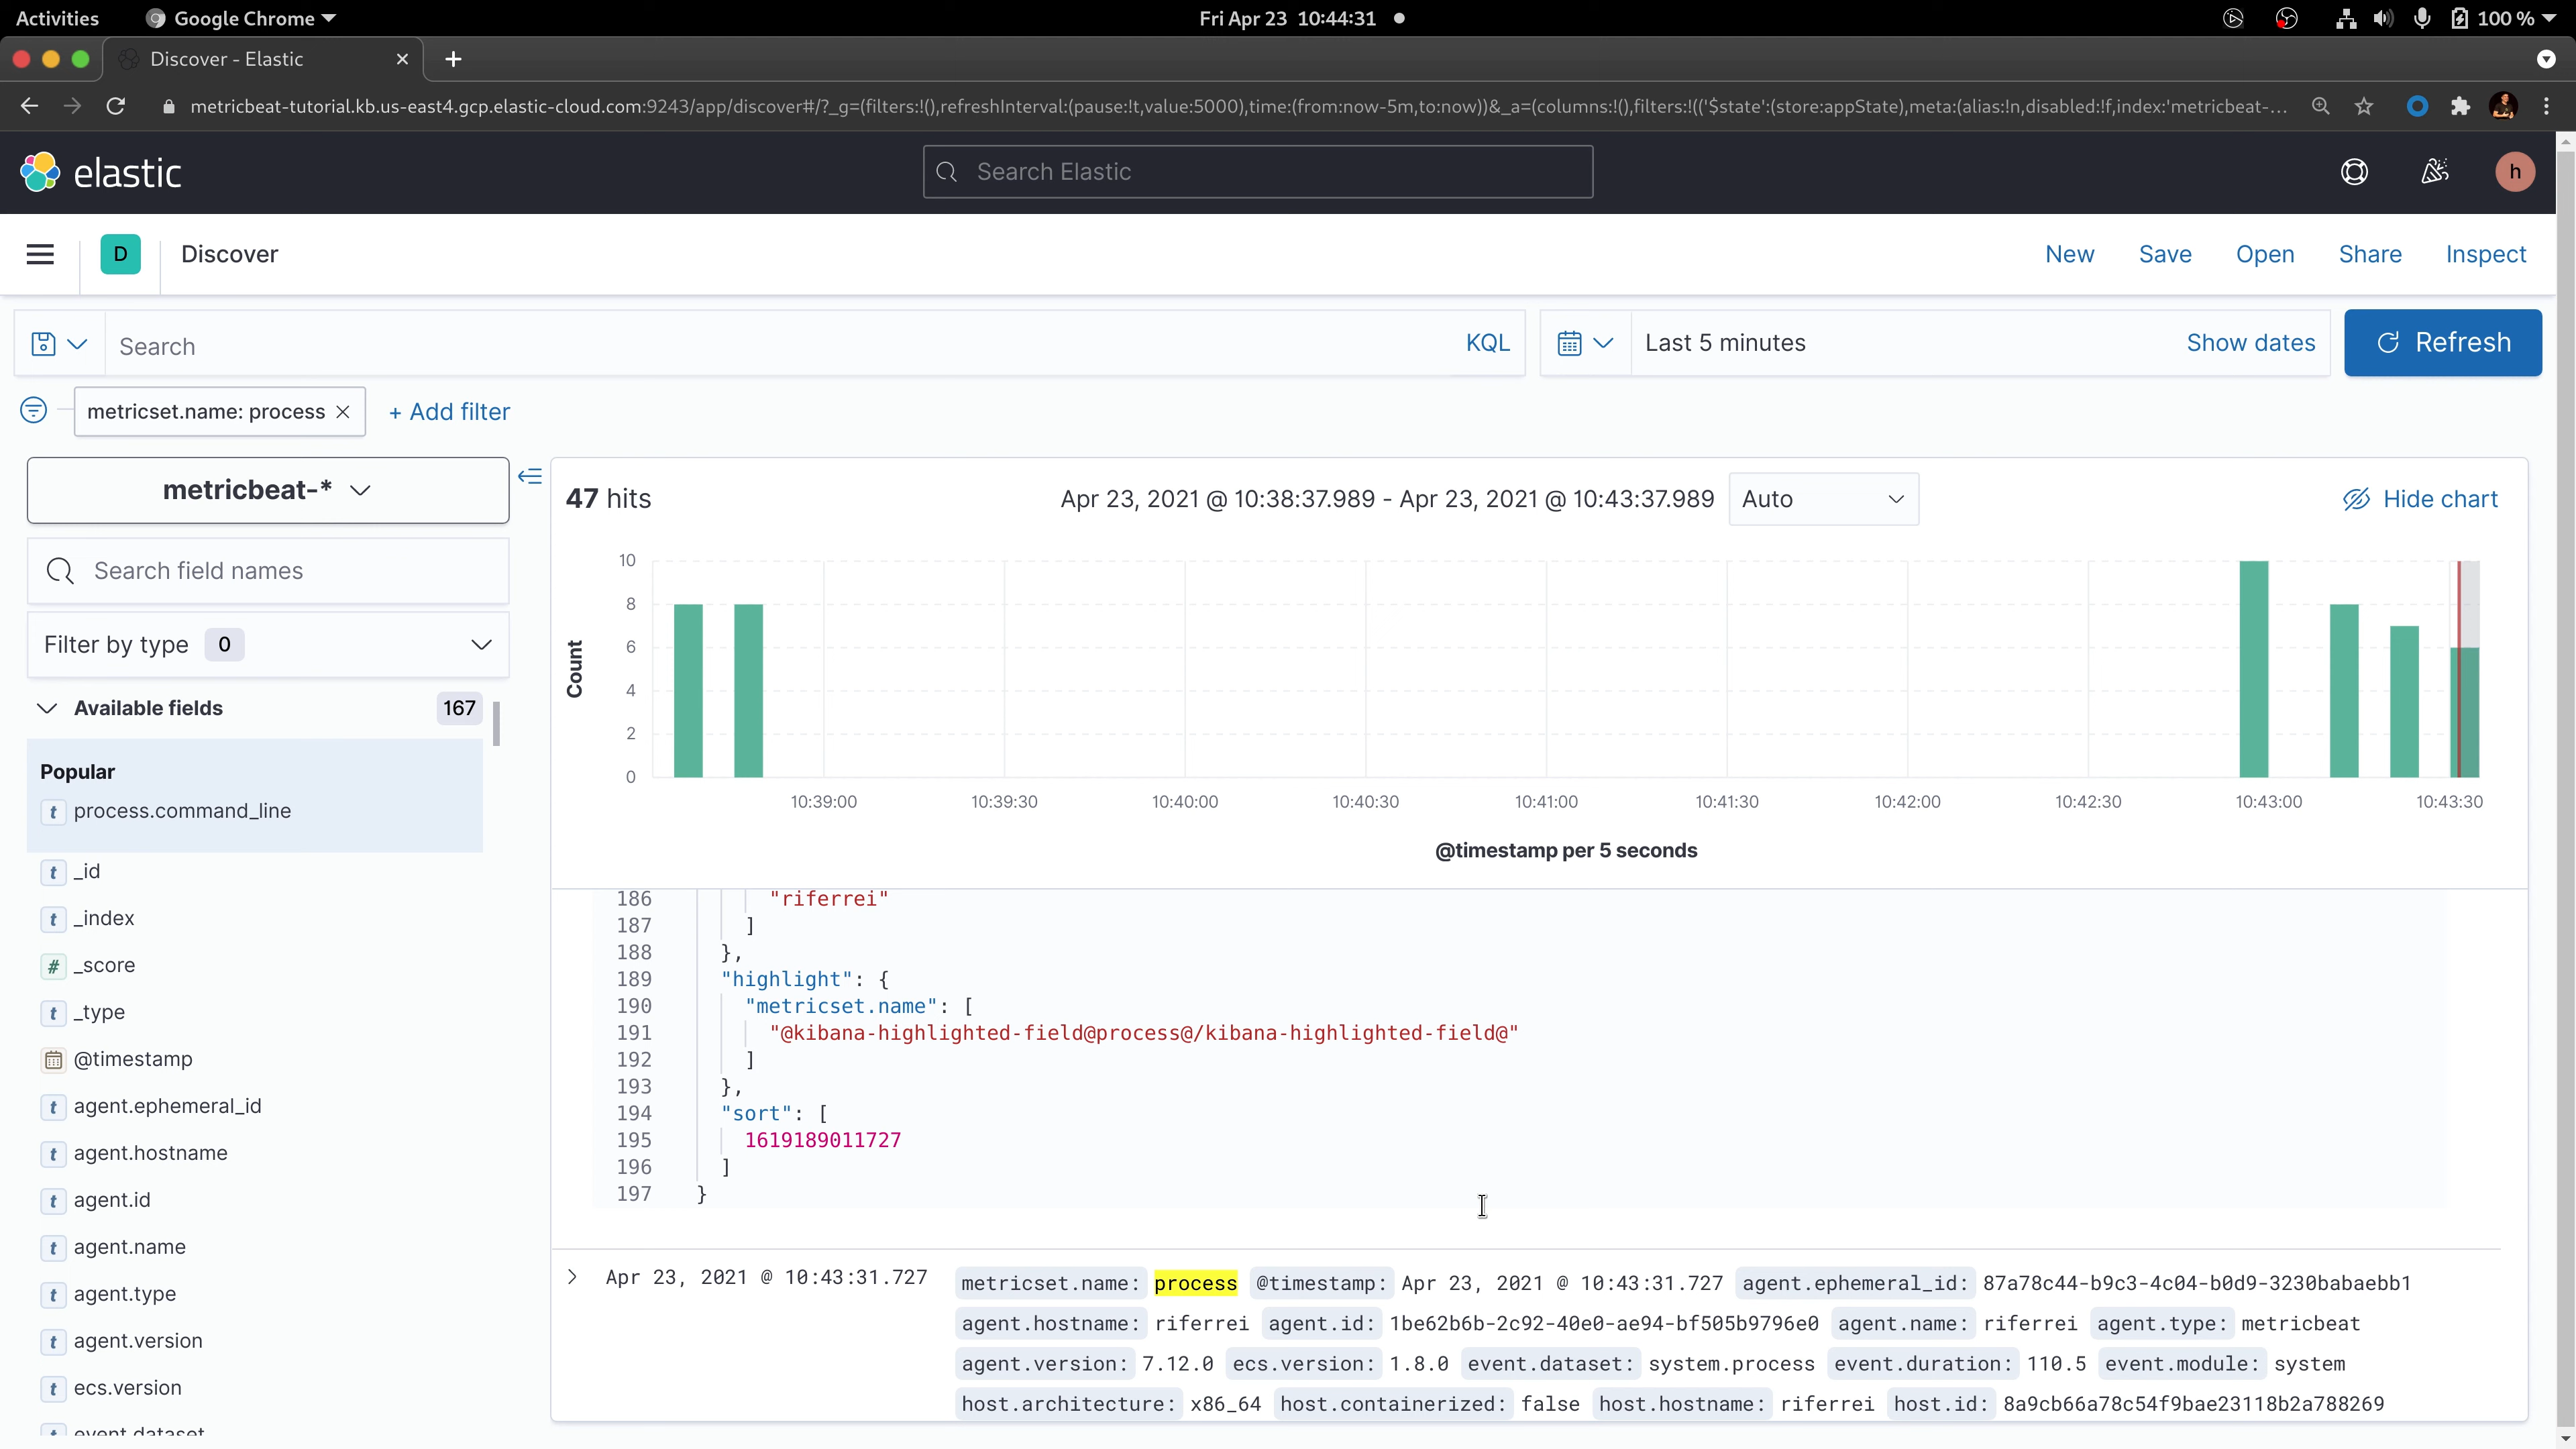 Activities Google Chrome Fri Apr 23 10:44:31 100 %
Discover - Elastic
metricbeat-tutorial.kb.us-east4.gcp.elastic-cloud.com:9243/app/discover#/?_g=(filters:!(),refreshInterval:(pause:!t,value:5000),time:(from:now-5m,to:now))&_a=(columns:!(),filters:!(('$state':(store:appState),meta:(alias:!n,disabled:!f,index:'metricbeat-...
elastic Search Elastic h
D Discover New Save Open Share Inspect
Search KQL Last 5 minutes Show dates Refresh
metricset.name: process + Add filter
metricbeat-*
Search field names
Filter by type 0
Available fields 167
Popular
process.command_line
t _id
t _index
# _score
t _type
@timestamp
t agent.ephemeral_id
t agent.hostname
t agent.id
t agent.name
t agent.type
t agent.version
t ecs.version
event.dataset
47 hits Apr 23, 2021 @ 10:38:37.989 - Apr 23, 2021 @ 10:43:37.989 Auto Hide chart
Count
10
8
6
4
2
0
10:39:00 10:39:30 10:40:00 10:40:30 10:41:00 10:41:30 10:42:00 10:42:30 10:43:00 10:43:30
@timestamp per 5 seconds
186 "riferrei"
187 ]
188 },
189 "highlight": {
190 "metricset.name": [
191 "@kibana-highlighted-field@process@/kibana-highlighted-field@"
192 ]
193 },
194 "sort": [
195 1619189011727
196 ]
197 }
Apr 23, 2021 @ 10:43:31.727 metricset.name: process @timestamp: Apr 23, 2021 @ 10:43:31.727 agent.ephemeral_id: 87a78c44-b9c3-4c04-b0d9-3230babaebb1
agent.hostname: riferrei agent.id: 1be62b6b-2c92-40e0-ae94-bf505b9796e0 agent.name: riferrei agent.type: metricbeat
agent.version: 7.12.0 ecs.version: 1.8.0 event.dataset: system.process event.duration: 110.5 event.module: system
host.architecture: x86_64 host.containerized: false host.hostname: riferrei host.id: 8a9cb66a78c54f9bae23118b2a788269